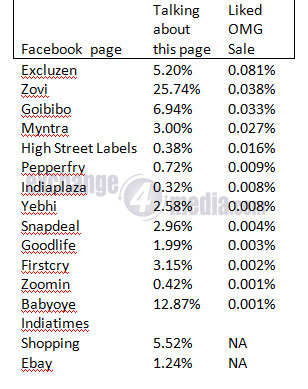 Talking Liked
about OMG
Facebook page this page Sale
Excluzen 5.20% 0.081%
Zovi 25.74% 0.038%
Goibibo 6.94% 0.033%
Myntra 3.00% 0.027%
High Street Labels 0.38% 0.016%
Pepperfry 0.72% 0.009%
Indiaplaza 0.32% 0.008%
Yebhi 2.58% 0.008%
Snapdeal 2.96% 0.004%
Goodlife 1.99% 0.003%
Firstcry 3.15% 0.002%
Zoomin 0.42% 0.001%
Babyoye 12.87% 0.001%
Indiatimes
Shopping 5.52% NA
Ebay 1.24% NA